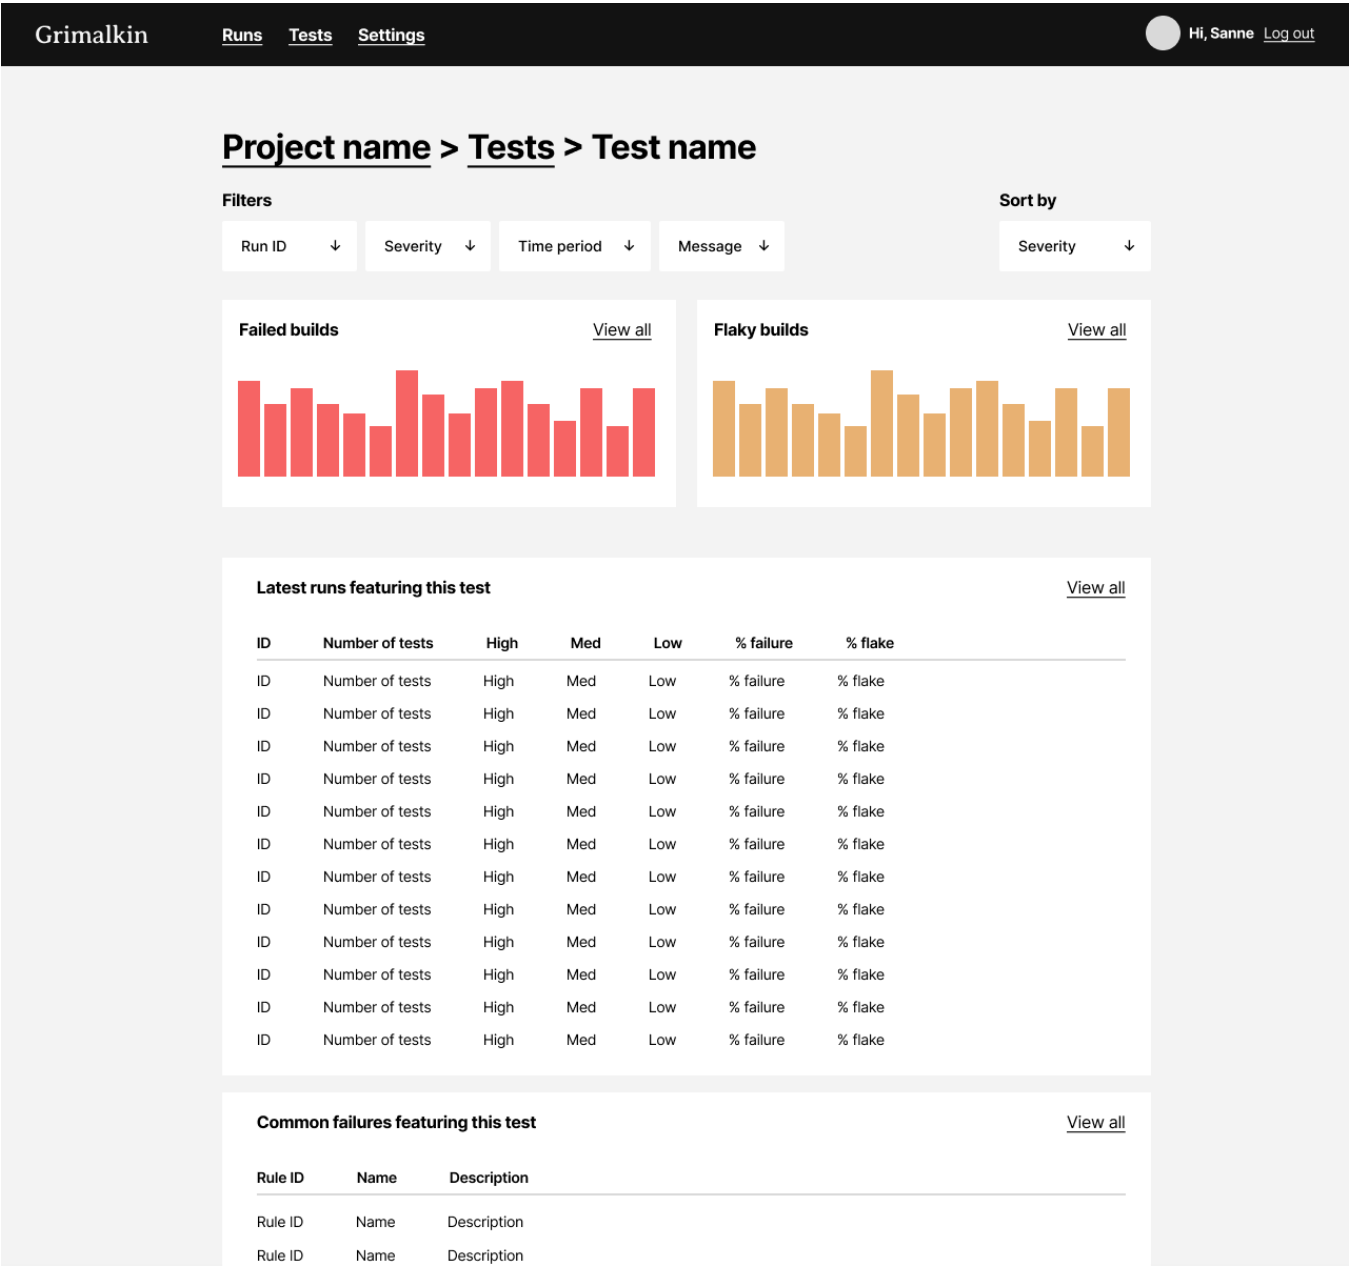 Grimalkin Runs Tests Settings Hi, Sanne Log out
Project name > Tests > Test name
Filters Sort by
Run ID ↓ Severity ↓ Time period ↓ Message ↓ Severity ↓
Failed builds View all Flaky builds View all
Latest runs featuring this test View all
ID Number of tests High Med Low % failure % flake
ID Number of tests High Med Low % failure % flake
ID Number of tests High Med Low % failure % flake
ID Number of tests High Med Low % failure % flake
ID Number of tests High Med Low % failure % flake
ID Number of tests High Med Low % failure % flake
ID Number of tests High Med Low % failure % flake
ID Number of tests High Med Low % failure % flake
ID Number of tests High Med Low % failure % flake
ID Number of tests High Med Low % failure % flake
ID Number of tests High Med Low % failure % flake
ID Number of tests High Med Low % failure % flake
ID Number of tests High Med Low % failure % flake
Common failures featuring this test View all
Rule ID Name Description
Rule ID Name Description
Rule ID Name Description